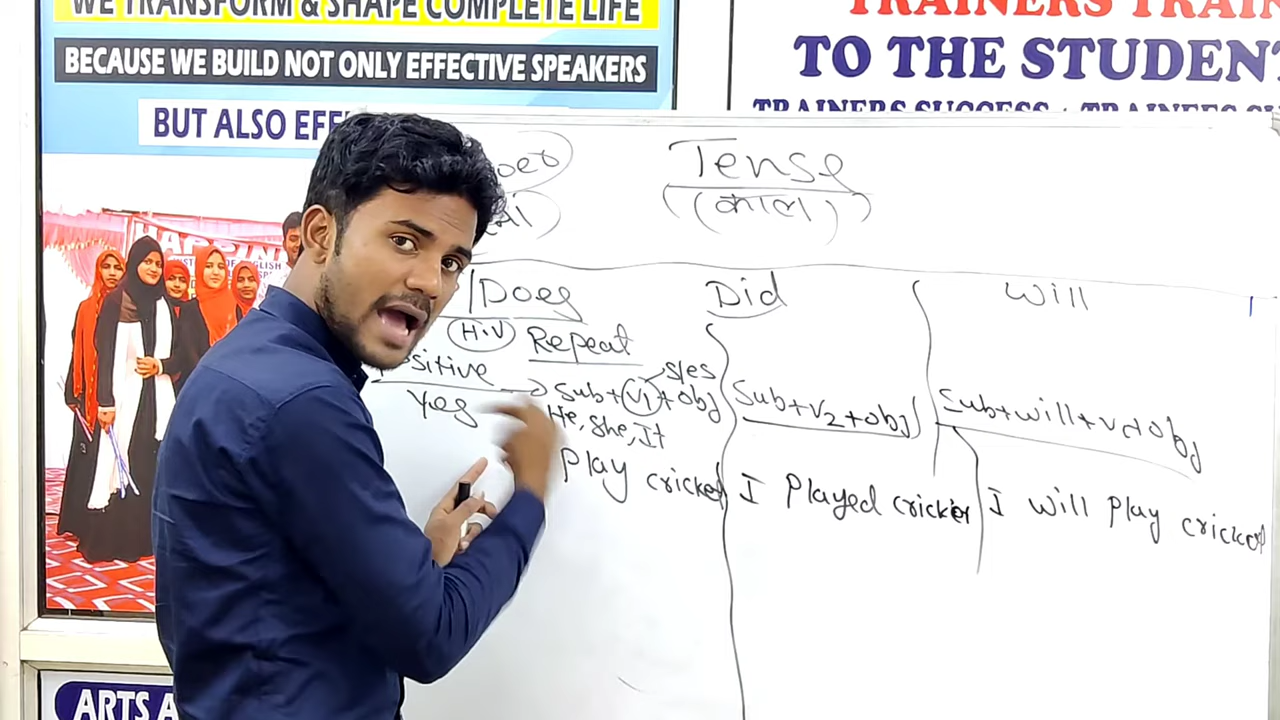 WE TRANSFORM & SHAPE COMPLETE LIFE
BECAUSE WE BUILD NOT ONLY EFFECTIVE SPEAKERS
BUT ALSO
TO THE STUDENT
Tense
(काल)
/Does
Did
Will
H.V
Repeat
s/es
Sub+V1+obj
Yes
He, She, It
Sub+V2+obj
Sub+will+V1+obj
Play cricket
I Played cricket
I will play cricket
ARTS